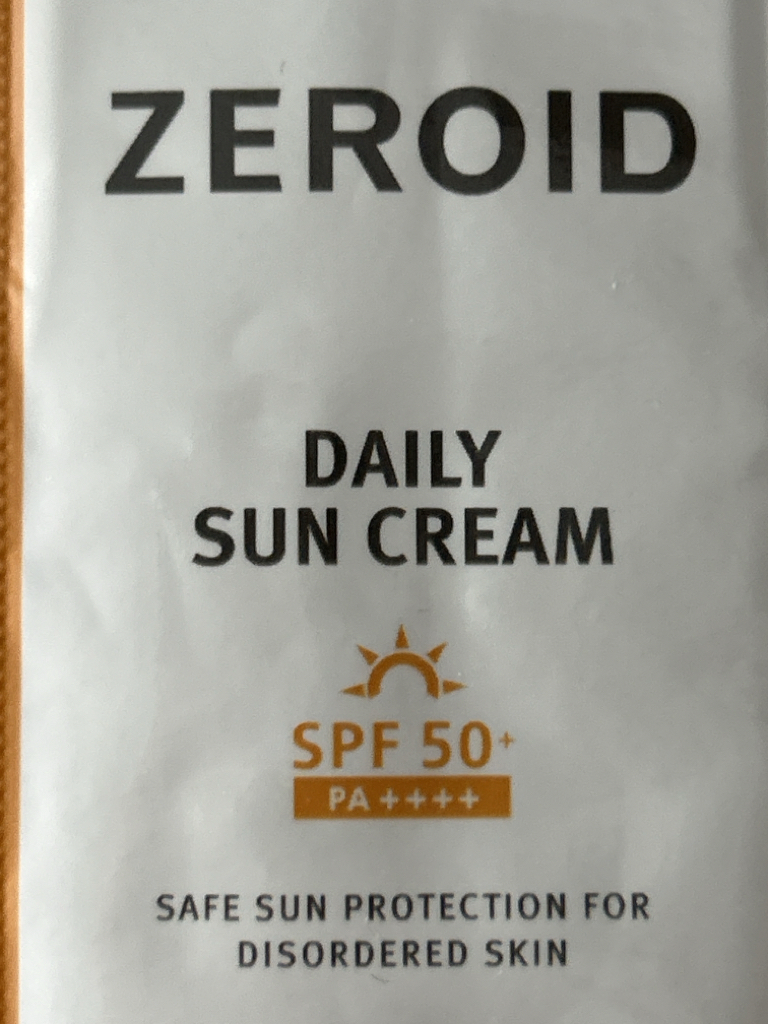 ZEROID
DAILY
SUN CREAM
SPF 50+
PA ++++
SAFE SUN PROTECTION FOR
DISORDERED SKIN